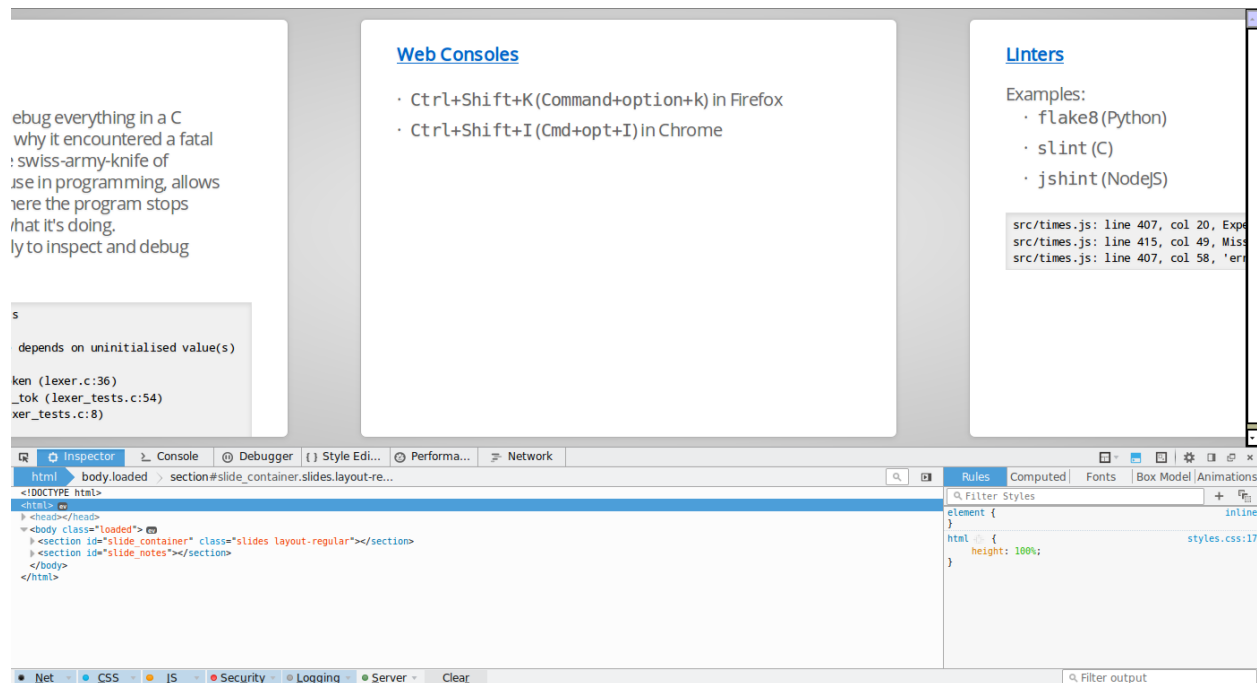 ebug everything in a C
why it encountered a fatal
swiss-army-knife of
use in programming, allows
here the program stops
what it's doing.
ly to inspect and debug
s
depends on uninitialised value(s)
ken (lexer.c:36)
_tok (lexer_tests.c:54)
xer_tests.c:8)
Web Consoles
· Ctrl+Shift+K(Command+option+k) in Firefox
· Ctrl+Shift+I(Cmd+opt+I) in Chrome
Linters
Examples:
· flake8 (Python)
· slint (C)
· jshint (NodeJS)
src/times.js: line 407, col 20, Expe
src/times.js: line 415, col 49, Miss
src/times.js: line 407, col 58, 'err
Inspector Console Debugger { } Style Edi... Performa... Network
html body.loaded section#slide_container.slides.layout-re... Rules Computed Fonts Box Model Animations
<!DOCTYPE html>
<html> ev
<head></head>
<body class="loaded"> ev
<section id="slide_container" class="slides layout-regular"></section>
<section id="slide_notes"></section>
</body>
</html>
Filter Styles +
element { inline
}
html { styles.css:17
height: 100%;
}
Net CSS JS Security Logging Server Clear Filter output